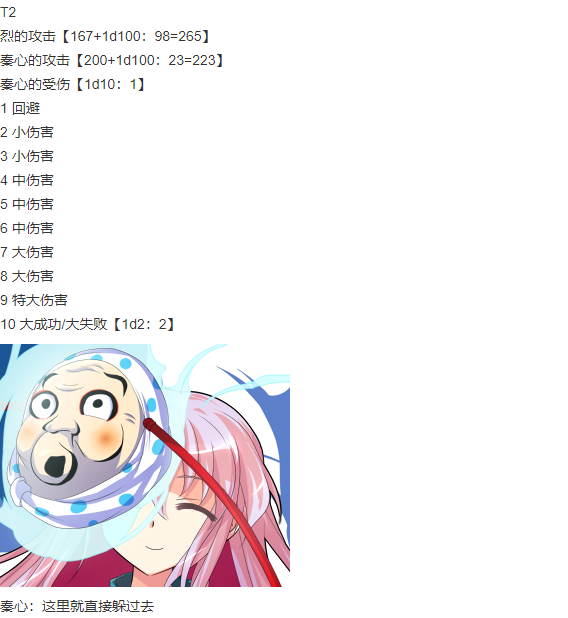 T2
烈的攻击【167+1d100：98=265】
秦心的攻击【200+1d100：23=223】
秦心的受伤【1d10：1】
1 回避
2 小伤害
3 小伤害
4 中伤害
5 中伤害
6 中伤害
7 大伤害
8 大伤害
9 特大伤害
10 大成功/大失败【1d2：2】
秦心：这里就直接躲过去